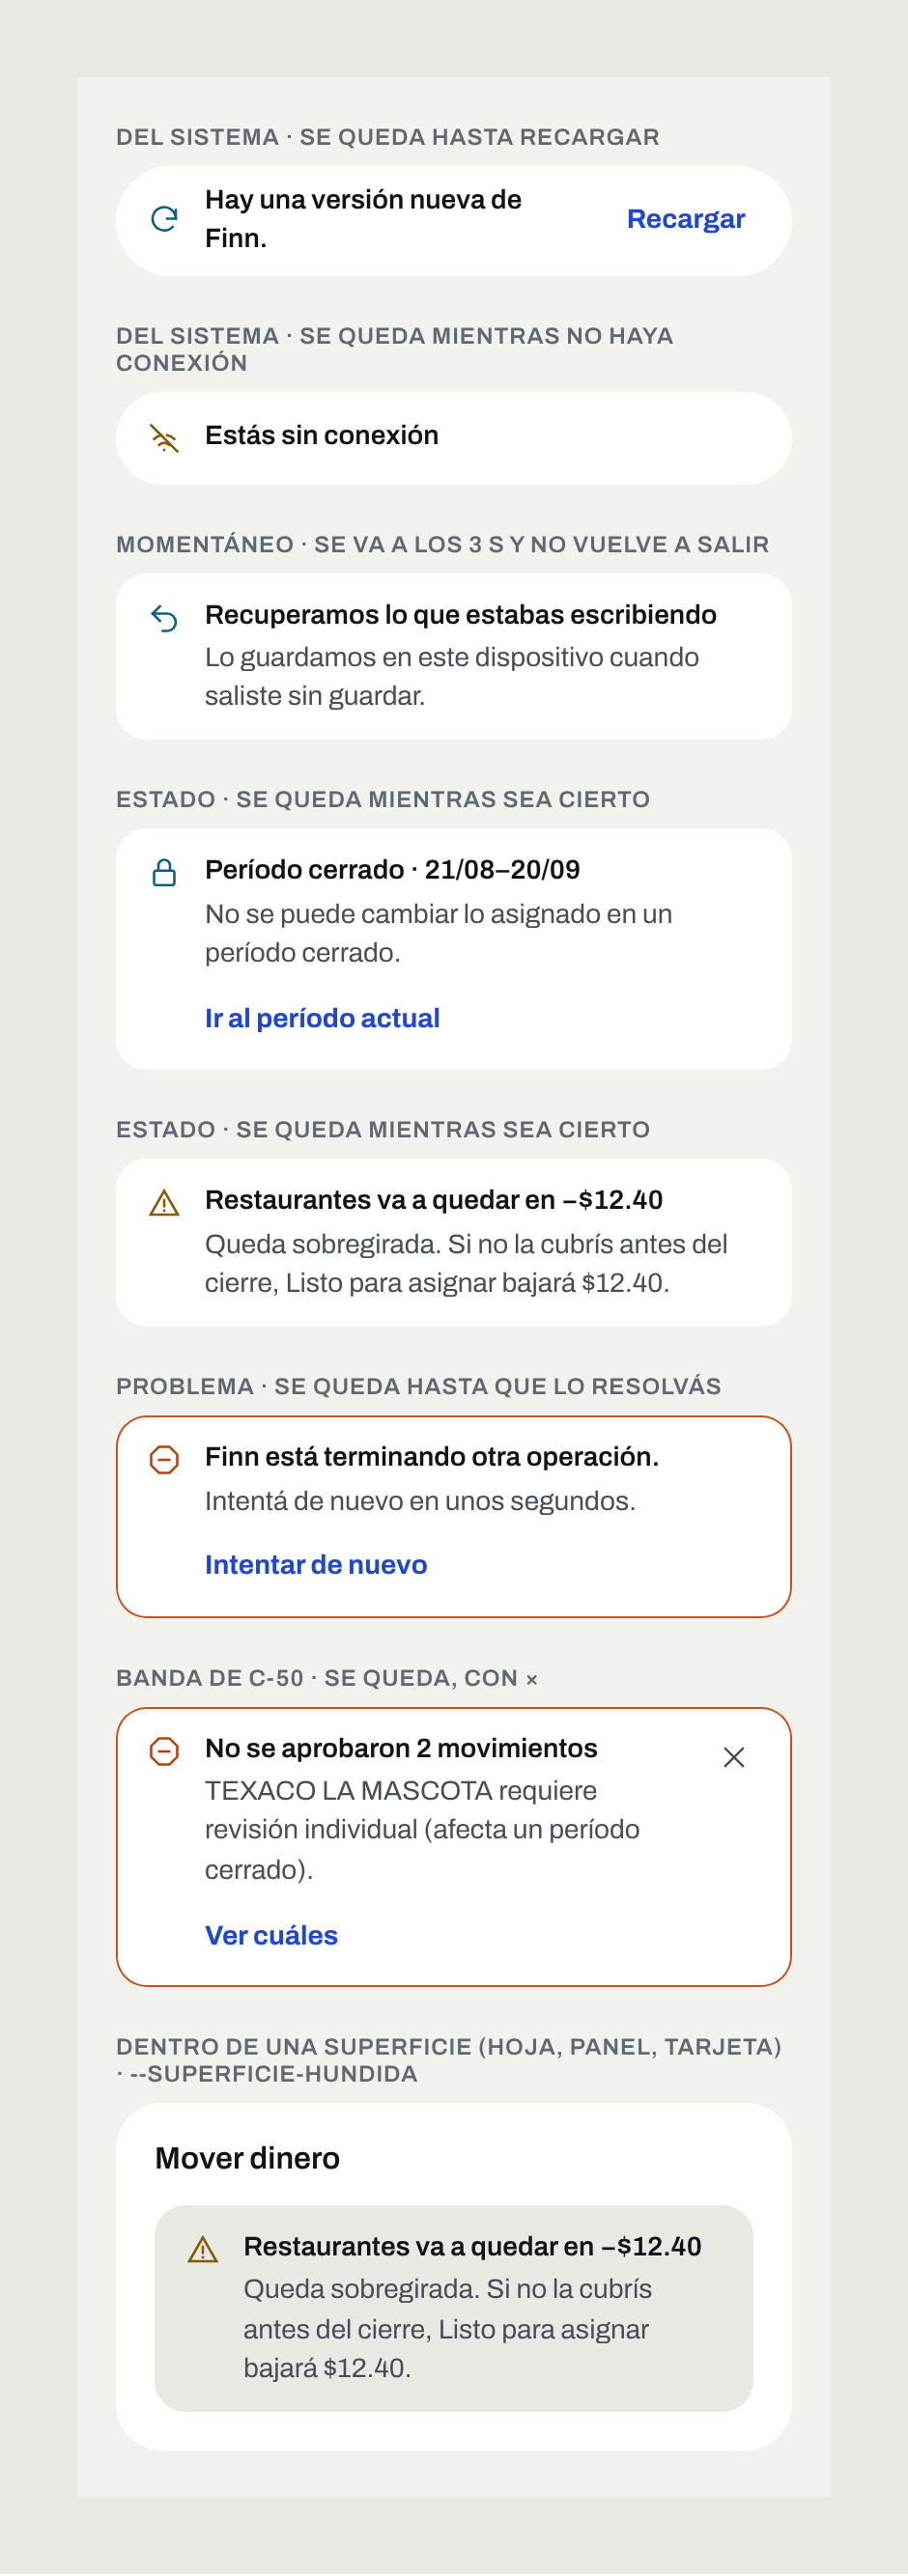 DEL SISTEMA · SE QUEDA HASTA RECARGAR
Hay una versión nueva de
Finn.
Recargar
DEL SISTEMA · SE QUEDA MIENTRAS NO HAYA
CONEXIÓN
Estás sin conexión
MOMENTÁNEO · SE VA A LOS 3 S Y NO VUELVE A SALIR
Recuperamos lo que estabas escribiendo
Lo guardamos en este dispositivo cuando
saliste sin guardar.
ESTADO · SE QUEDA MIENTRAS SEA CIERTO
Período cerrado · 21/08–20/09
No se puede cambiar lo asignado en un
período cerrado.
Ir al período actual
ESTADO · SE QUEDA MIENTRAS SEA CIERTO
Restaurantes va a quedar en −$12.40
Queda sobregirada. Si no la cubrís antes del
cierre, Listo para asignar bajará $12.40.
PROBLEMA · SE QUEDA HASTA QUE LO RESOLVÁS
Finn está terminando otra operación.
Intentá de nuevo en unos segundos.
Intentar de nuevo
BANDA DE C-50 · SE QUEDA, CON ×
No se aprobaron 2 movimientos
TEXACO LA MASCOTA requiere
revisión individual (afecta un período
cerrado).
Ver cuáles
DENTRO DE UNA SUPERFICIE (HOJA, PANEL, TARJETA)
· --SUPERFICIE-HUNDIDA
Mover dinero
Restaurantes va a quedar en −$12.40
Queda sobregirada. Si no la cubrís
antes del cierre, Listo para asignar
bajará $12.40.